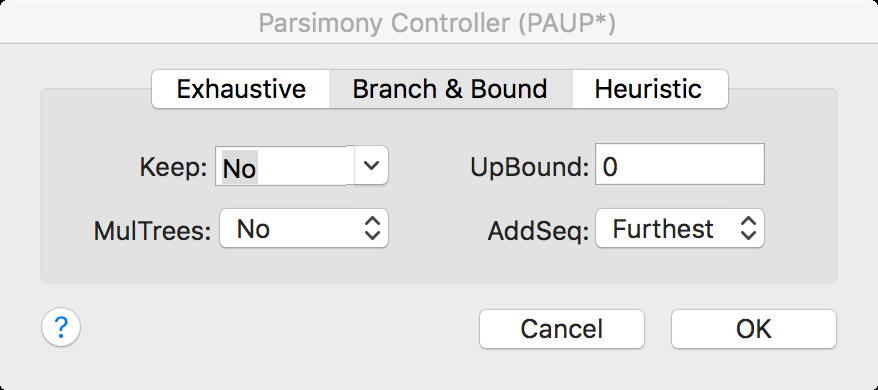 Parsimony Controller (PAUP*)
Exhaustive Branch & Bound Heuristic
Keep: No UpBound: 0
MulTrees: No AddSeq: Furthest
? Cancel OK